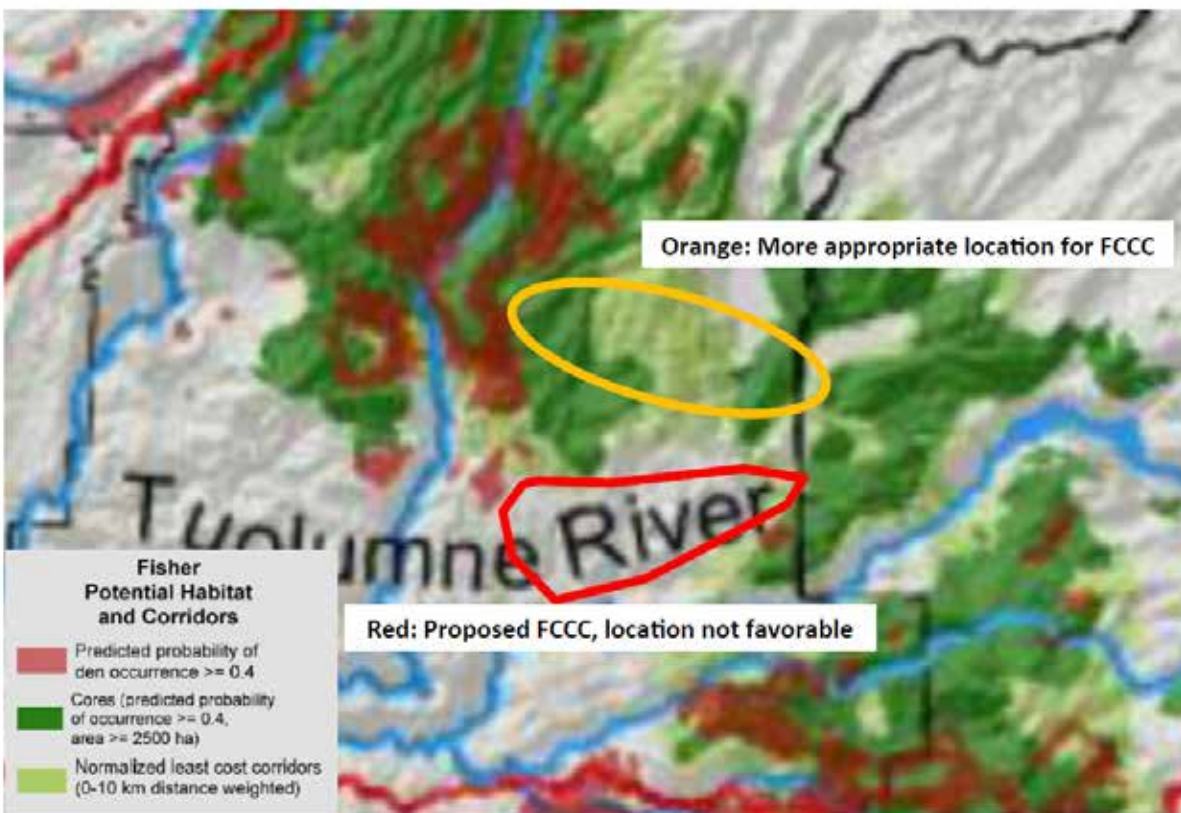 Orange: More appropriate location for FCCC
Tuolumne River
Red: Proposed FCCC, location not favorable
Fisher
Potential Habitat
and Corridors
Predicted probability of
den occurrence >= 0.4
Cores (predicted probability
of occurrence >= 0.4,
area >= 2500 ha)
Normalized least cost corridors
(0-10 km distance weighted)